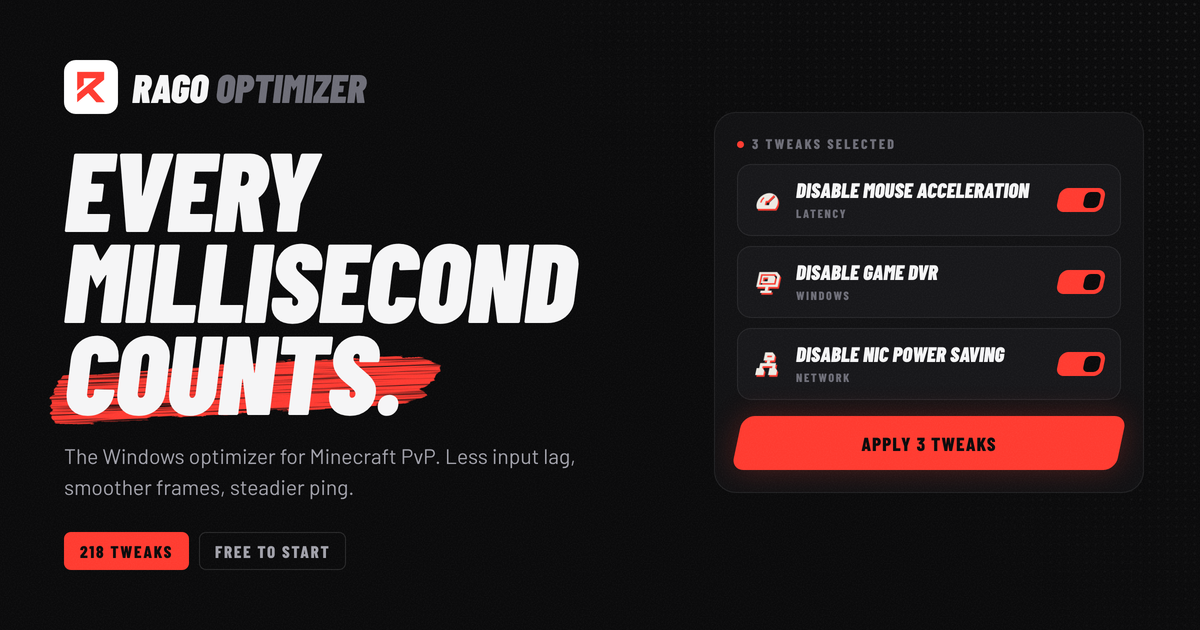 RAGO OPTIMIZER
EVERY
MILLISECOND
COUNTS.
The Windows optimizer for Minecraft PvP. Less input lag,
smoother frames, steadier ping.
218 TWEAKS
FREE TO START
3 TWEAKS SELECTED
DISABLE MOUSE ACCELERATION
LATENCY
DISABLE GAME DVR
WINDOWS
DISABLE NIC POWER SAVING
NETWORK
APPLY 3 TWEAKS